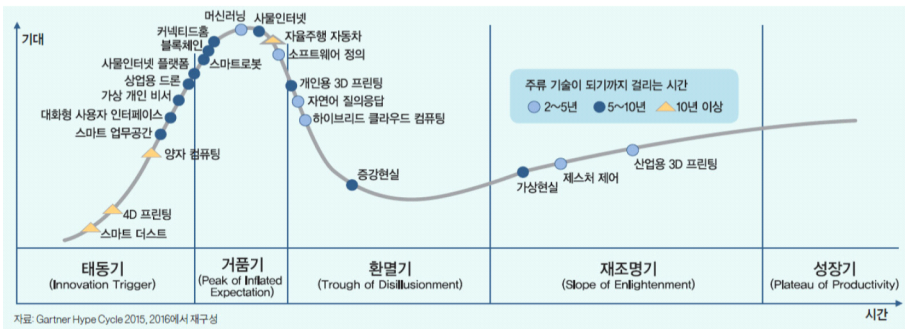 기대
머신러닝
사물인터넷
커넥티드홈
블록체인
자율주행 자동차
소프트웨어 정의
사물인터넷 플랫폼
스마트로봇
상업용 드론
가상 개인 비서
대화형 사용자 인터페이스
스마트 업무공간
양자 컴퓨팅
4D 프린팅
스마트 더스트
개인용 3D 프린팅
자연어 질의응답
하이브리드 클라우드 컴퓨팅
증강현실
가상현실
제스처 제어
산업용 3D 프린팅
주류 기술이 되기까지 걸리는 시간
2~5년 5~10년 10년 이상
태동기
(Innovation Trigger)
거품기
(Peak of Inflated
Expectation)
환멸기
(Trough of Disillusionment)
재조명기
(Slope of Enlightenment)
성장기
(Plateau of Productivity)
시간
자료: Gartner Hype Cycle 2015, 2016에서 재구성